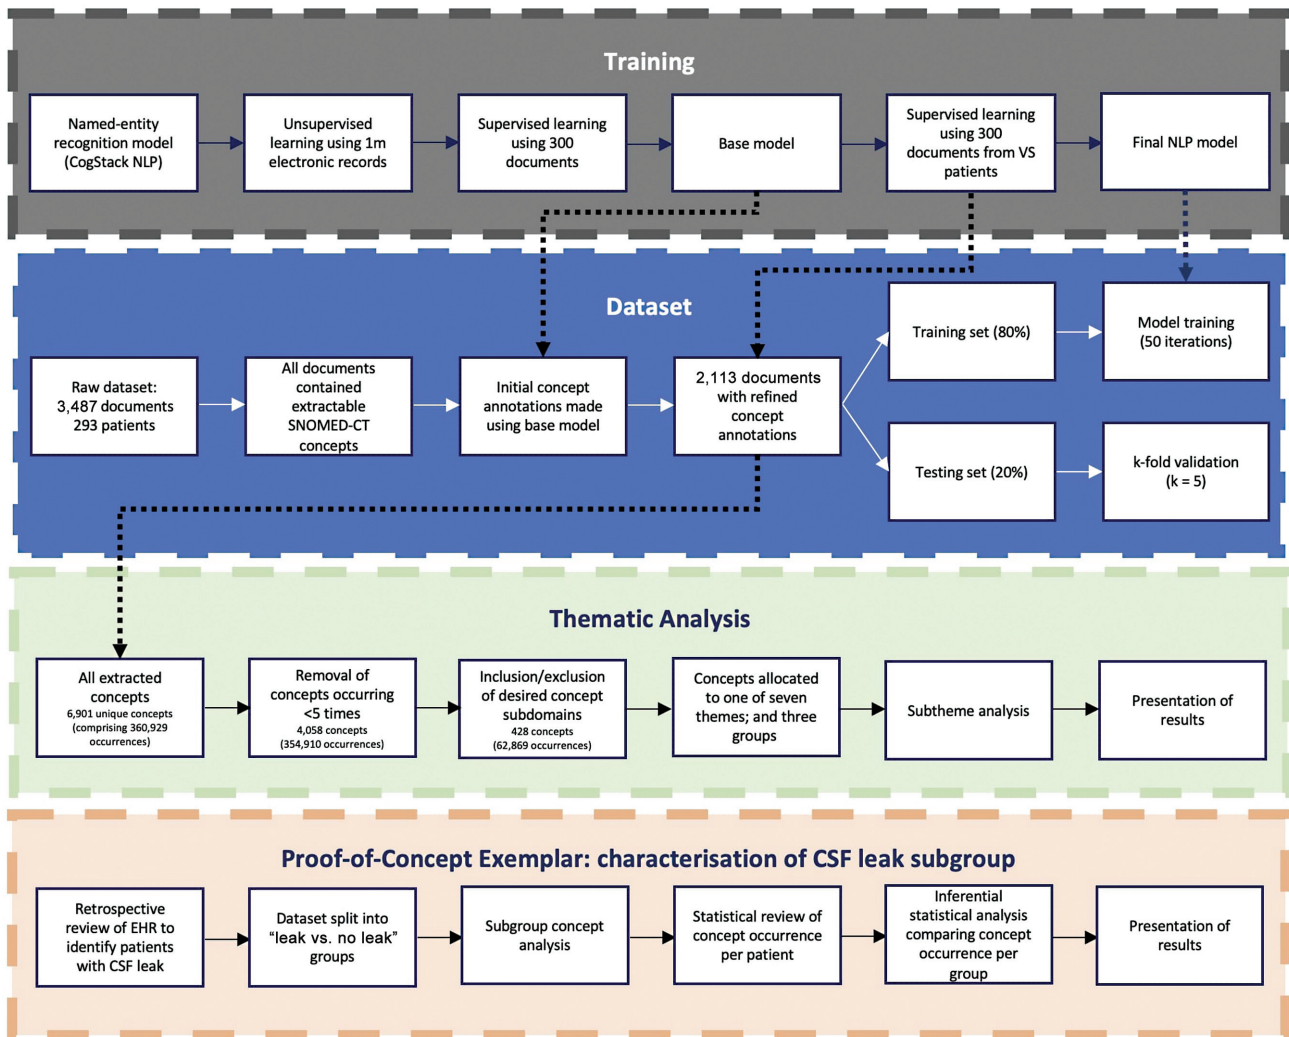 Training
Named-entity
recognition model
(CogStack NLP)
Unsupervised
learning using 1m
electronic records
Supervised learning
using 300
documents
Base model
Supervised learning
using 300
documents from VS
patients
Final NLP model
Dataset
Raw dataset:
3,487 documents
293 patients
All documents
contained
extractable
SNOMED-CT
concepts
Initial concept
annotations made
using base model
2,113 documents
with refined
concept
annotations
Training set (80%)
Model training
(50 iterations)
Testing set (20%)
k-fold validation
(k = 5)
Thematic Analysis
All extracted
concepts
6,901 unique concepts
(comprising 360,929
occurrences)
Removal of
concepts occurring
<5 times
4,058 concepts
(354,910 occurrences)
Inclusion/exclusion
of desired concept
subdomains
428 concepts
(62,869 occurrences)
Concepts allocated
to one of seven
themes; and three
groups
Subtheme analysis
Presentation of
results
Proof-of-Concept Exemplar: characterisation of CSF leak subgroup
Retrospective
review of EHR to
identify patients
with CSF leak
Dataset split into
“leak vs. no leak”
groups
Subgroup concept
analysis
Statistical review of
concept occurrence
per patient
Inferential
statistical analysis
comparing concept
occurrence per
group
Presentation of
results